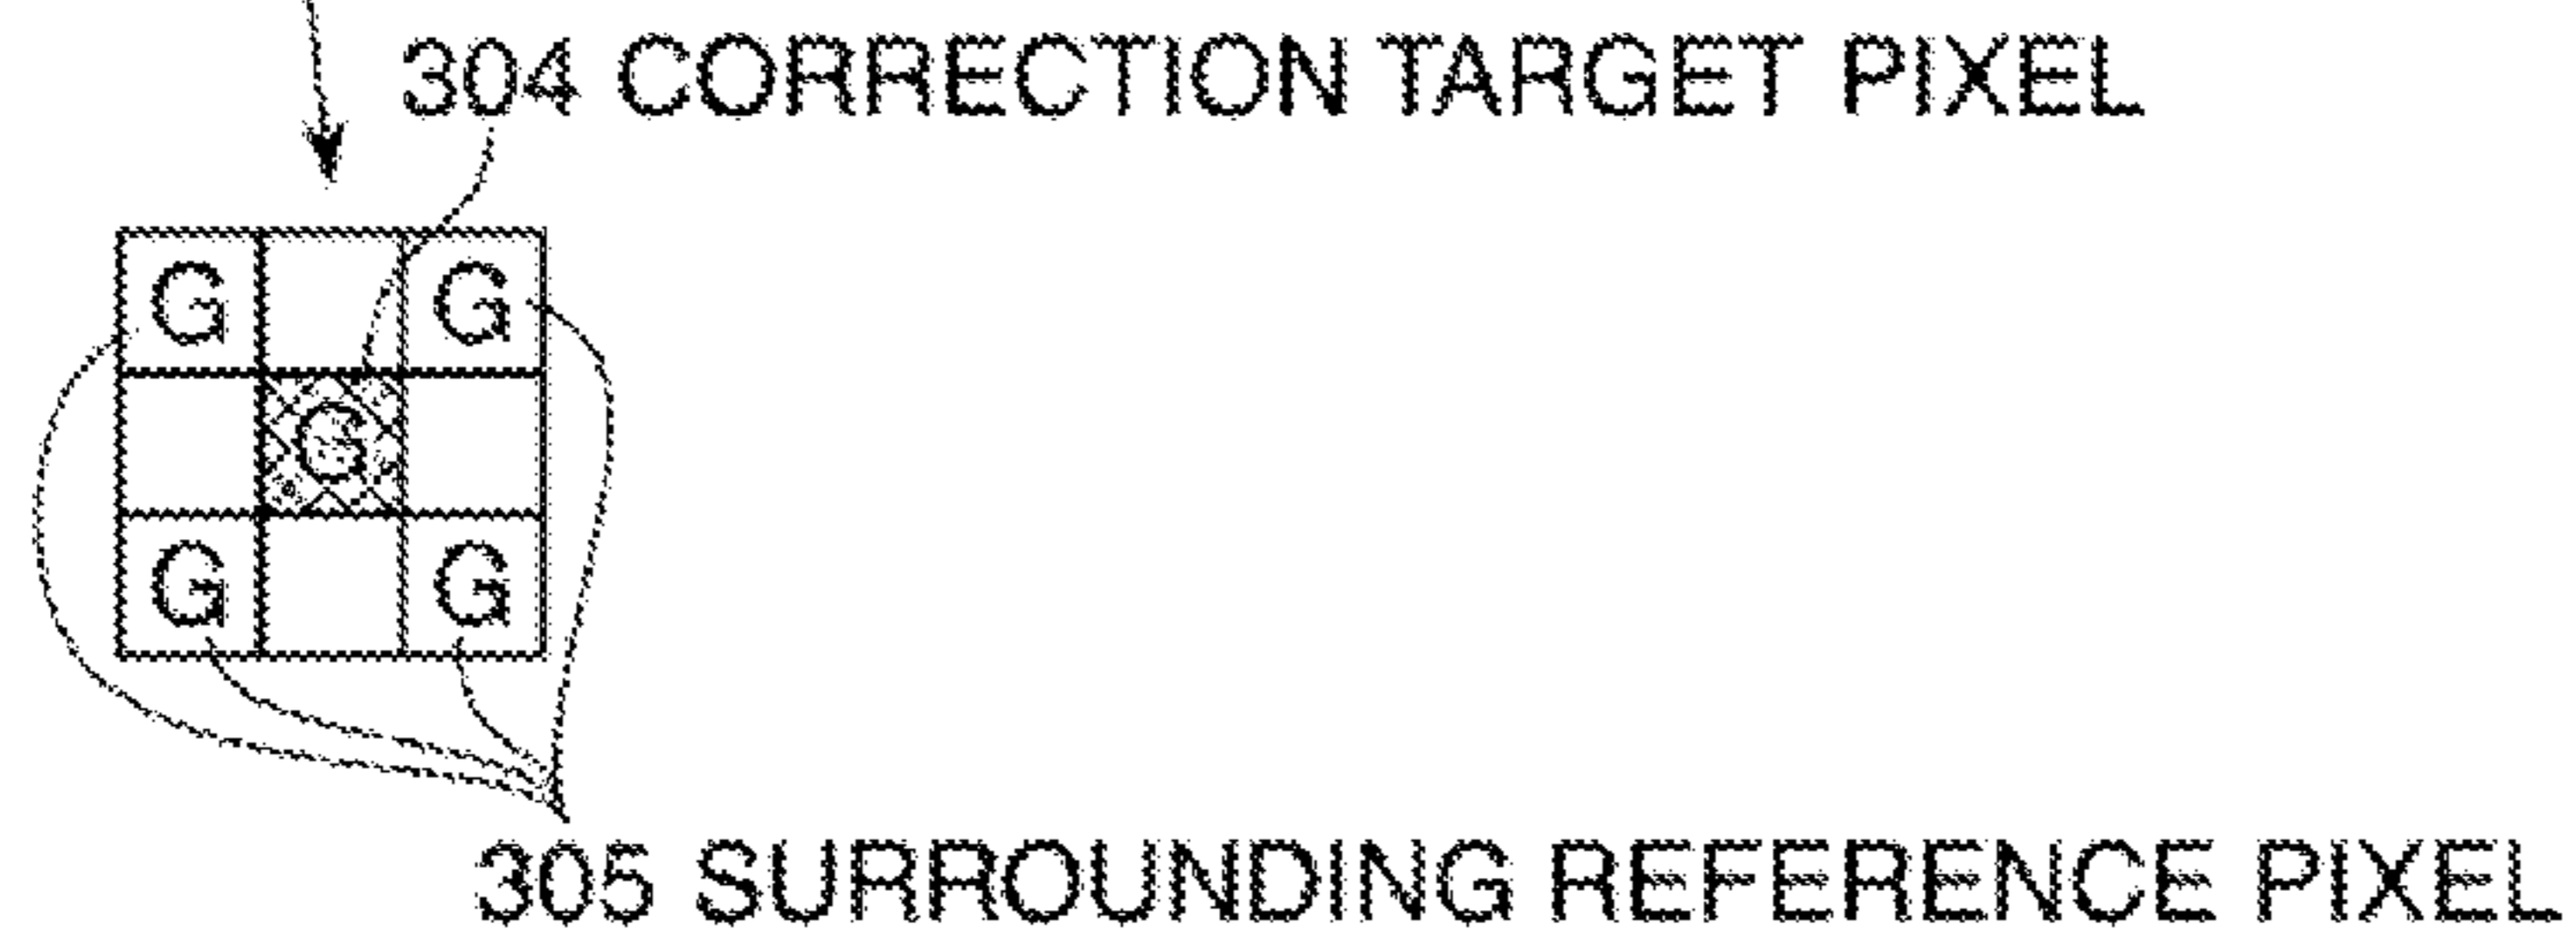 304 CORRECTION TARGET PIXEL
G G
G
G G
305 SURROUNDING REFERENCE PIXEL